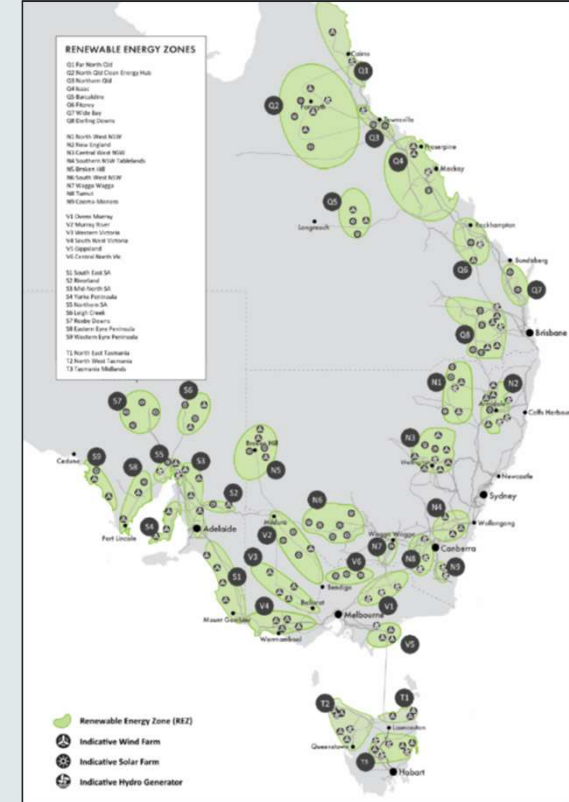 RENEWABLE ENERGY ZONES
Q1 Far North Qld
Q2 North Qld Clean Energy Hub
Q3 Northern Qld
Q4 Isaac
Q5 Barcaldine
Q6 Fitzroy
Q7 Wide Bay
Q8 Darling Downs
N1 North West NSW
N2 New England
N3 Central West NSW
N4 Southern NSW Tablelands
N5 Broken Hill
N6 South West NSW
N7 Wagga Wagga
N8 Tumut
N9 Cooma-Monaro
V1 Ovens Murray
V2 Murray River
V3 Western Victoria
V4 South West Victoria
V5 Gippsland
V6 Central North Vic
S1 South East SA
S2 Riverland
S3 Mid-North SA
S4 Yorke Peninsula
S5 Northern SA
S6 Leigh Creek
S7 Roxby Downs
S8 Eastern Eyre Peninsula
S9 Western Eyre Peninsula
T1 North East Tasmania
T2 North West Tasmania
T3 Tasmania Midlands
Cairns
Q1
Q2
Forsayth
Townsville
Q3
Proserpine
Q4
Mackay
Q5
Longreach
Rockhampton
Q6
Bundaberg
Q7
Q8
Brisbane
N1
N2
Armidale
Coffs Harbour
S7
S6
N3
Broken Hill
N5
Ceduna
S9
S8
S5
S3
Wellington
Newcastle
Sydney
S2
N6
N4
Wollongong
S4
Port Lincoln
Adelaide
Mildura
V2
Wagga Wagga
N7
Canberra
V3
V6
N8
N9
S1
Bendigo
V1
Mount Gambier
V4
Ballarat
Melbourne
Warrnambool
V5
T2
T1
Launceston
Queenstown
T3
Hobart
Renewable Energy Zone (REZ)
Indicative Wind Farm
Indicative Solar Farm
Indicative Hydro Generator